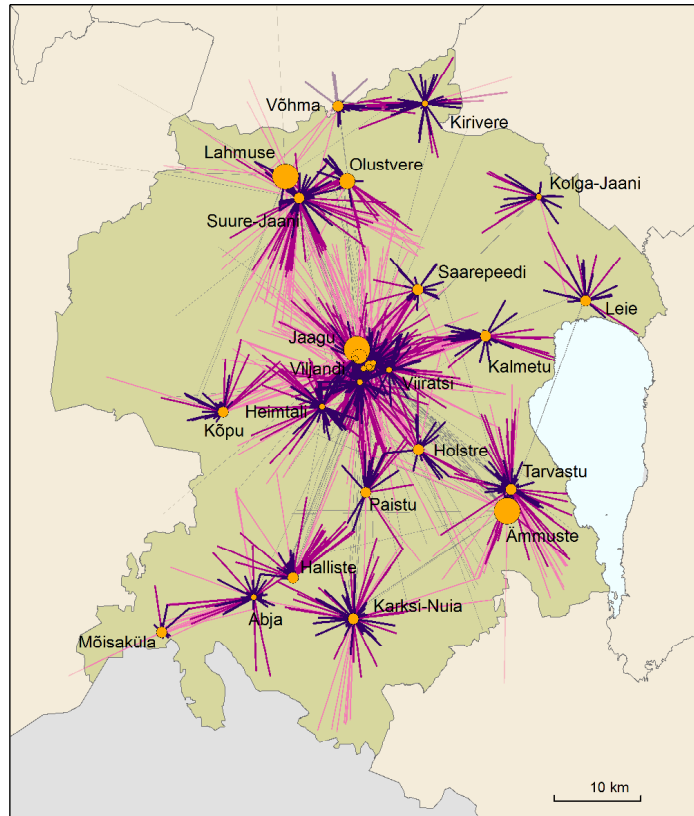 Võhma
Kirivere
Lahmuse
Olustvere
Kolga-Jaani
Suure-Jaani
Saarepeedi
Leie
Jaagu
Kalmetu
Viljandi
Viiratsi
Heimtali
Kõpu
Holstre
Tarvastu
Paistu
Ämmuste
Halliste
Karksi-Nuia
Abja
Mõisaküla
10 km